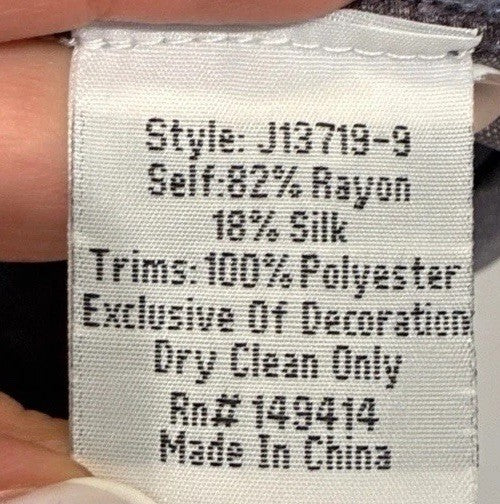 Style: J13719-9
Self:82% Rayon
18% Silk
Trims:100% Polyester
Exclusive Of Decoration
Dry Clean Only
Rn# 149414
Made In China